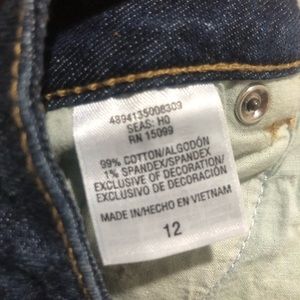 4894135008309
SEAS: H0
RN 15099
99% COTTON/ALGODÓN
1% SPANDEX/SPANDEX
EXCLUSIVE OF DECORATION/
EXCLUSIVO DE DECORACIÓN
MADE IN/HECHO EN VIETNAM
12